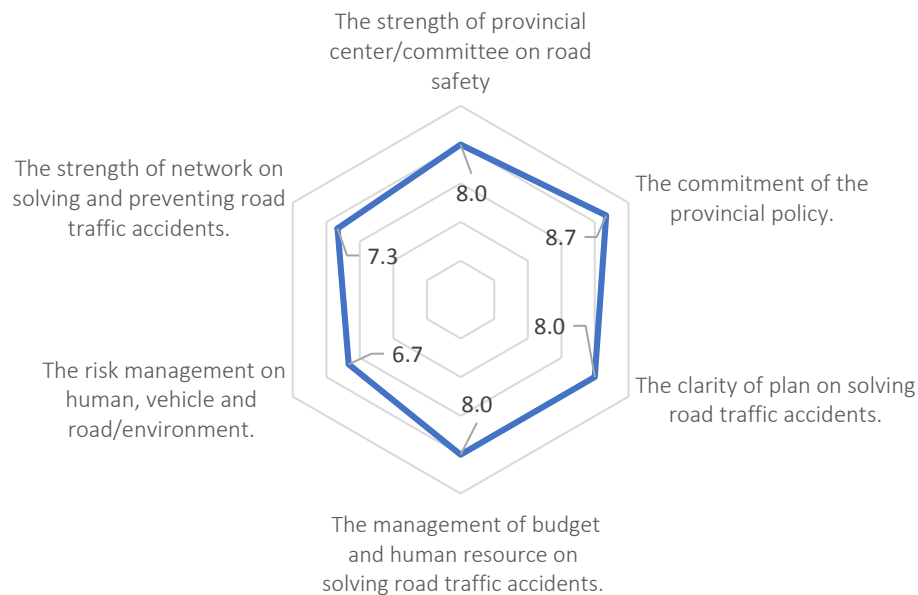 The strength of provincial
center/committee on road
safety
The commitment of the
provincial policy.
The clarity of plan on solving
road traffic accidents.
The management of budget
and human resource on
solving road traffic accidents.
The risk management on
human, vehicle and
road/environment.
The strength of network on
solving and preventing road
traffic accidents.
8.0
8.7
8.0
8.0
6.7
7.3